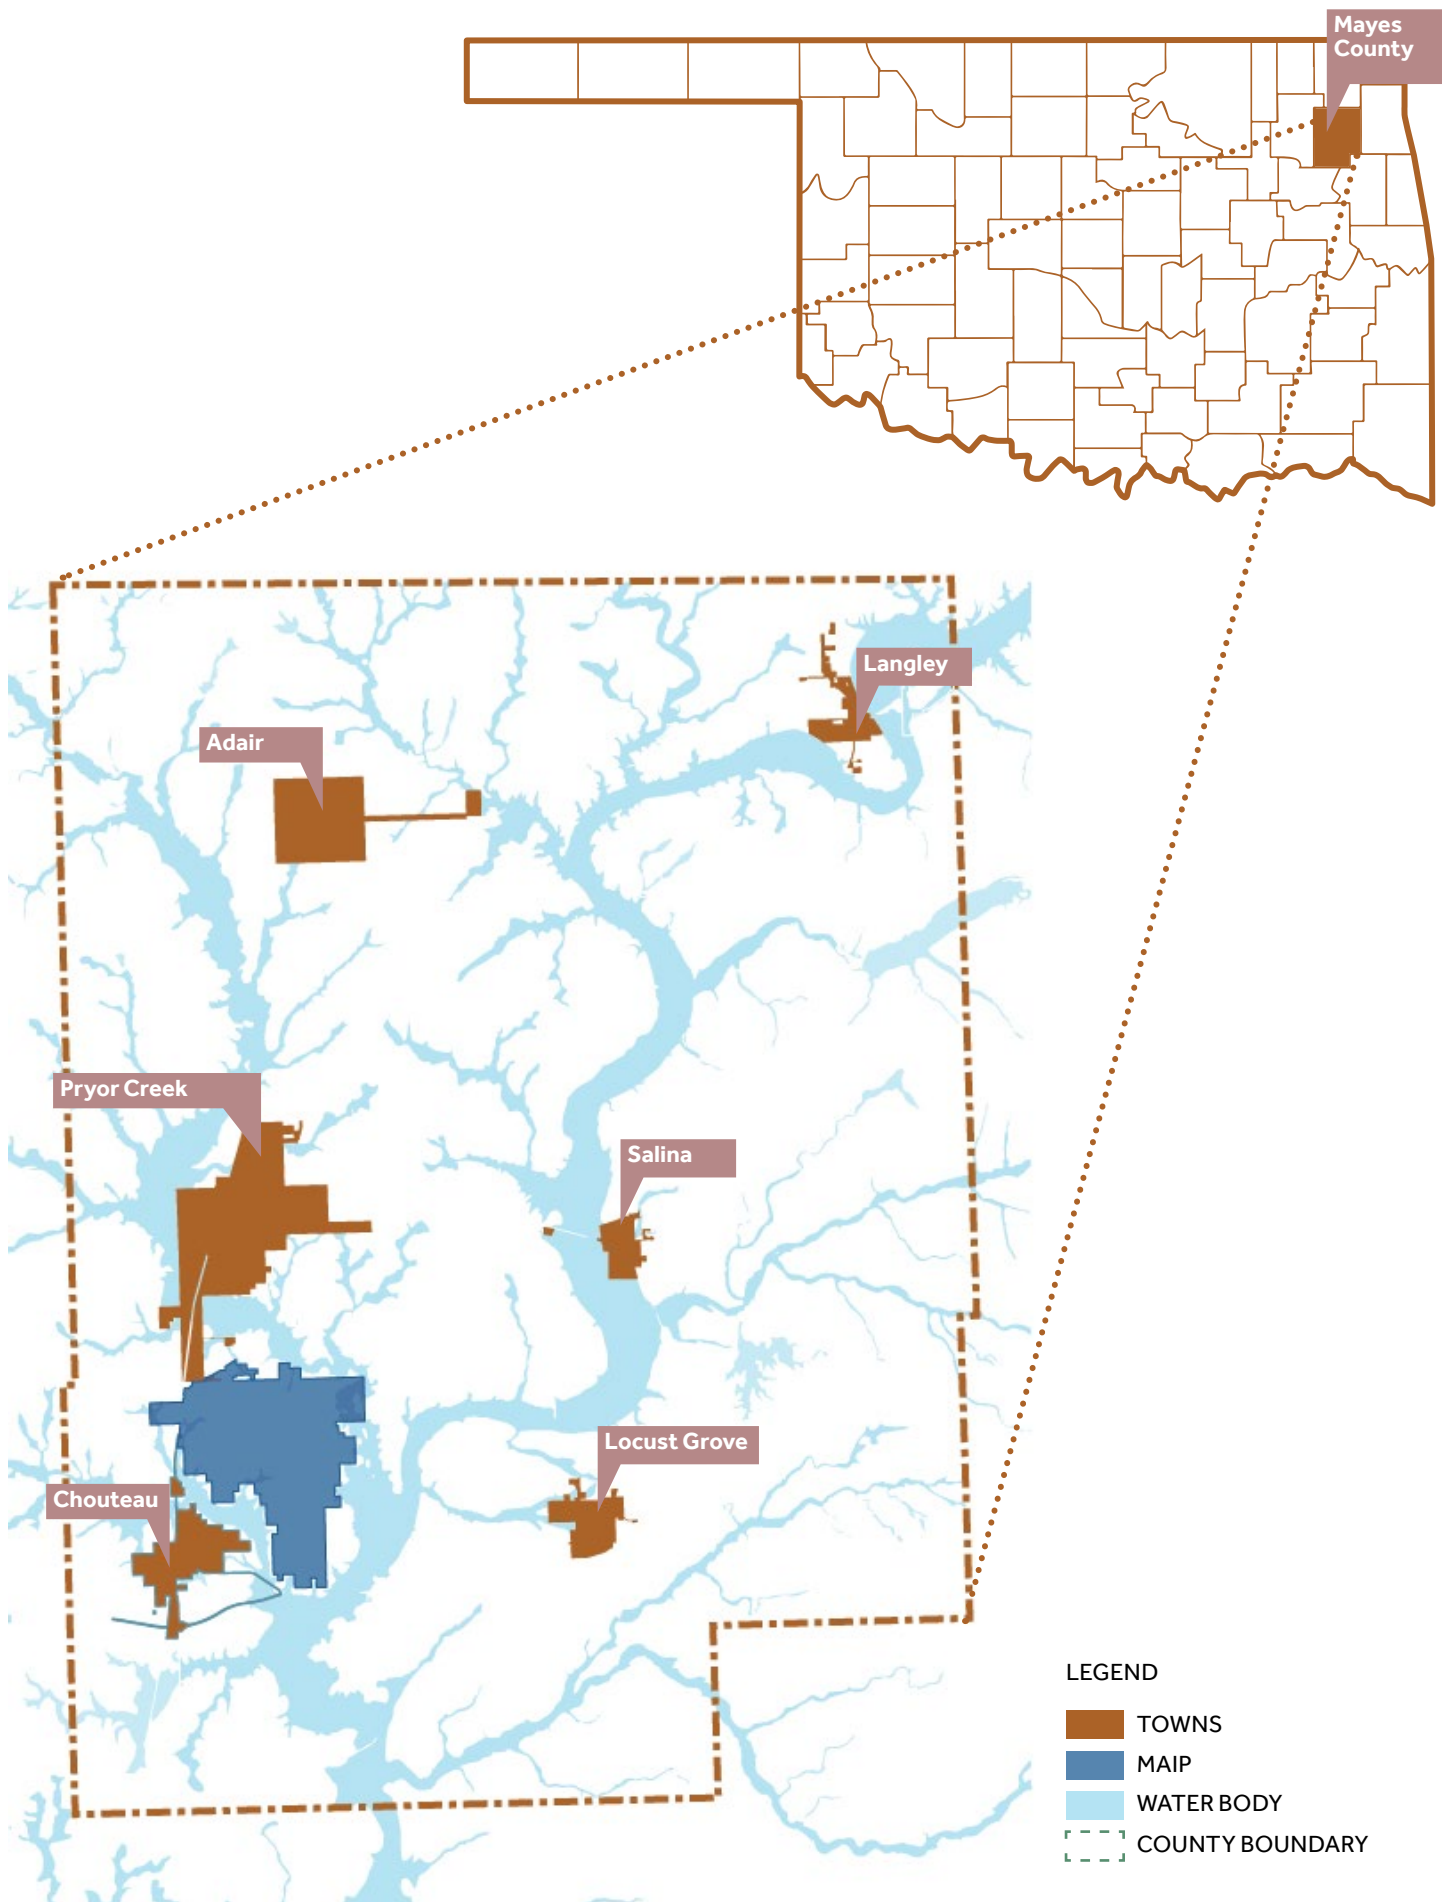 Mayes
County
Langley
Adair
Pryor Creek
Salina
Locust Grove
Chouteau
LEGEND
TOWNS
MAIP
WATER BODY
COUNTY BOUNDARY